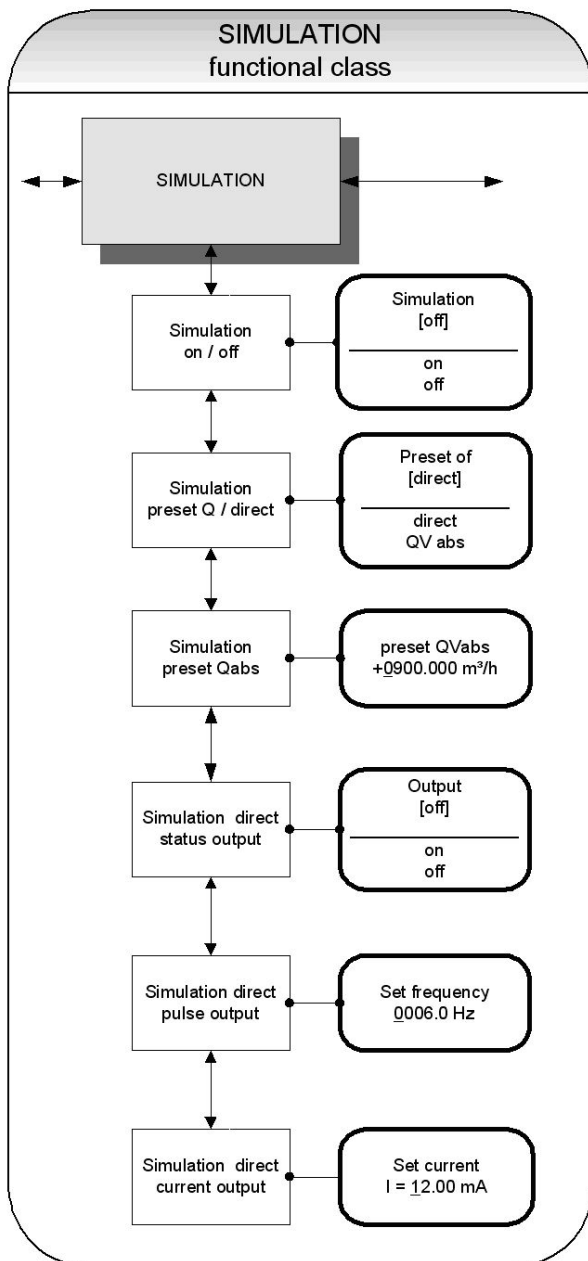 SIMULATION
functional class
SIMULATION
Simulation
on / off
Simulation
[off]
on
off
Simulation
preset Q / direct
Preset of
[direct]
direct
QV abs
Simulation
preset Qabs
preset QVabs
+0900.000 m³/h
Simulation direct
status output
Output
[off]
on
off
Simulation direct
pulse output
Set frequency
0006.0 Hz
Simulation direct
current output
Set current
I = 12.00 mA